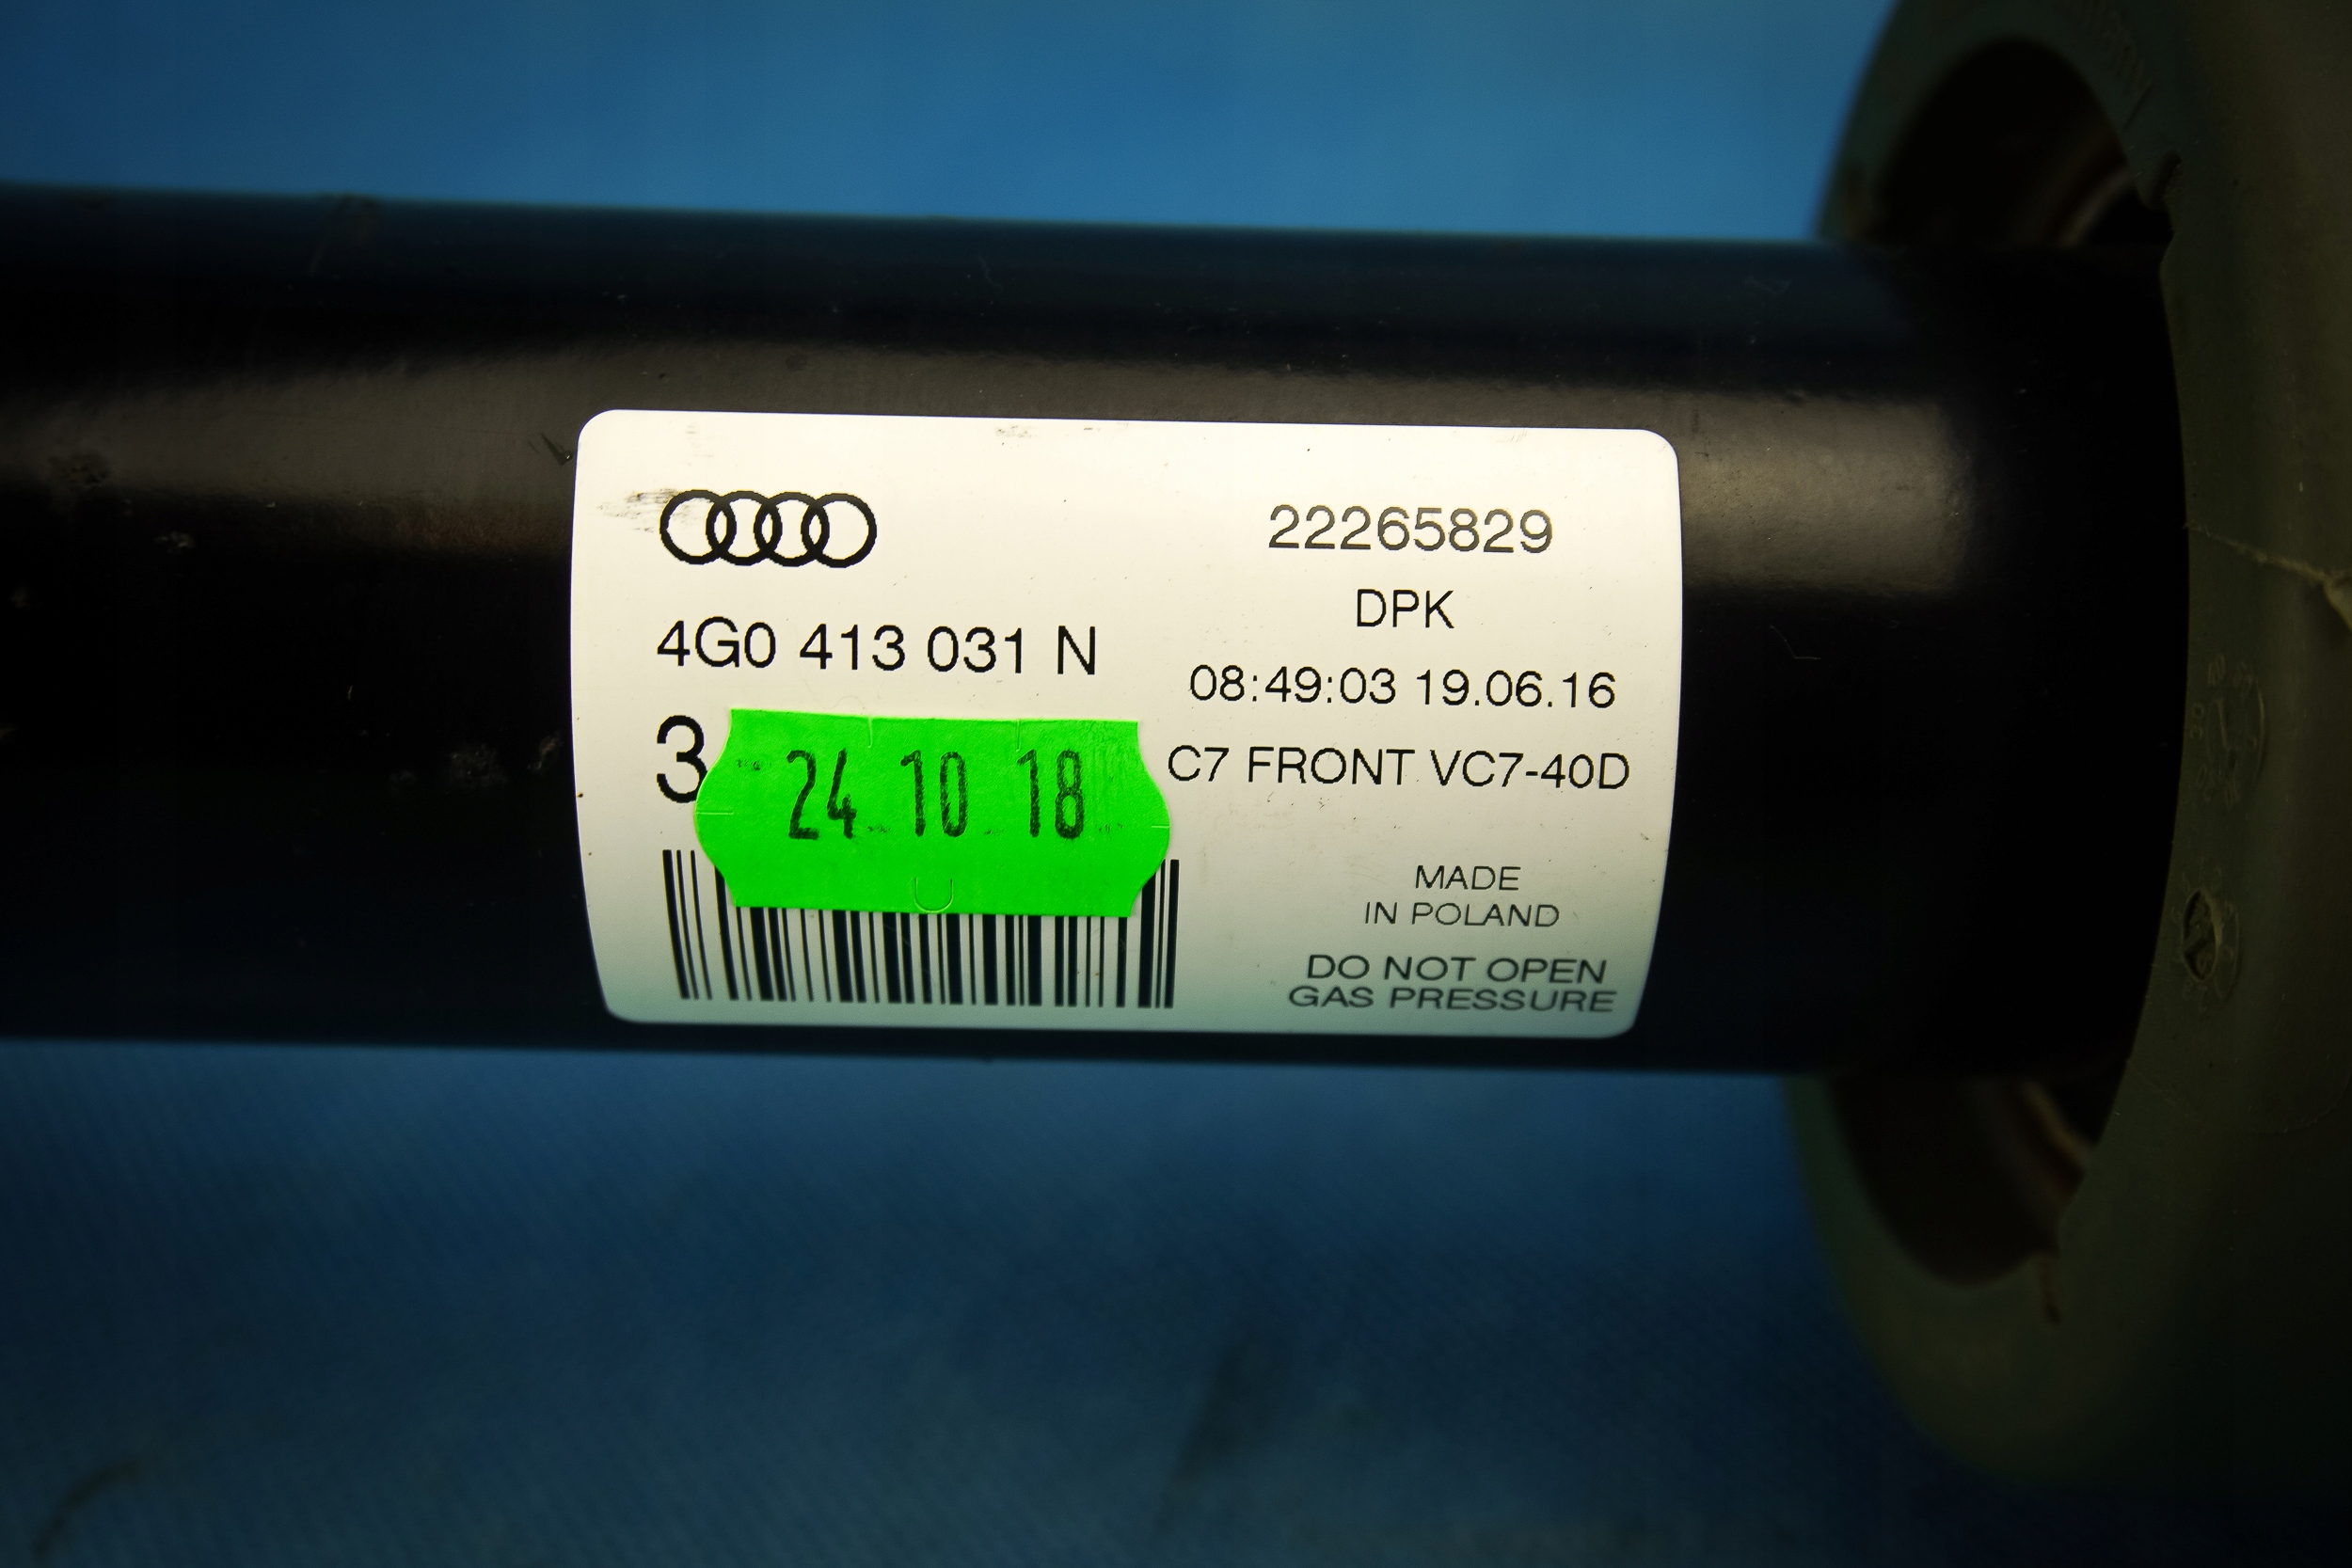 4G0 413 031 N
3
24 10 18
22265829
DPK
08:49:03 19.06.16
C7 FRONT VC7-40D
MADE
IN POLAND
DO NOT OPEN
GAS PRESSURE